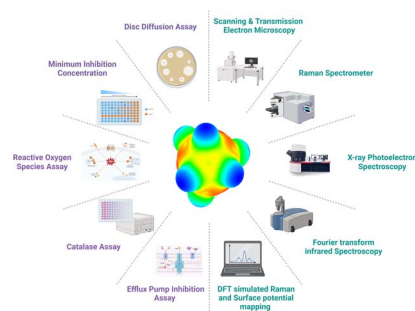 Disc Diffusion Assay
Scanning & Transmission
Electron Microscopy
Minimum Inhibition
Concentration
Raman Spectrometer
Reactive Oxygen
Species Assay
X-ray Photoelectron
Spectroscopy
Catalase Assay
Fourier transform
infrared Spectroscopy
Efflux Pump Inhibition
Assay
DFT simulated Raman
and Surface potential
mapping